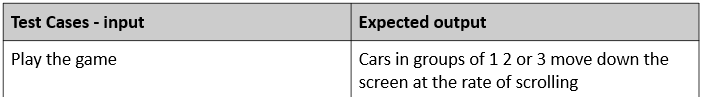 Test Cases - input
Expected output
Play the game
Cars in groups of 1 2 or 3 move down the
screen at the rate of scrolling